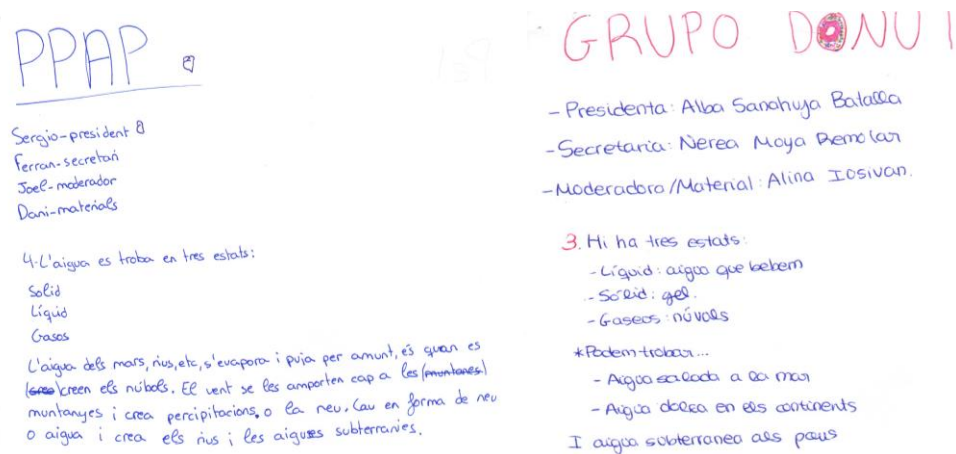 PPAP
Sergio-president
Ferran-secretari
Joel-moderador
Dani-materials
4-L'aigua es troba en tres estats:
Solid
Líquid
Gasos
L'aigua dels mars, rius, etc, s'evapora i puja per amunt, és quan es
creen els núbols. El vent se les amporten cap a les (muntanes)
muntanyes i crea percipitacions, o la neu. Cau en forma de neu
o aigua i crea els rius i les aigues subterranies.
GRUPO DONUT
- Presidenta: Alba Sanahuja Batalla
- Secretaria: Nerea Moya Remolar
- Moderadora/Material: Alina Iosivan.
3. Hi ha tres estats:
- Líquid: aigua que bebem
- Sòlid: gel.
- Gaseos: núvols
*Podem trobar...
- Aigua salada a la mar
- Aigua dolça en els continents
I aigua subterranea als pous